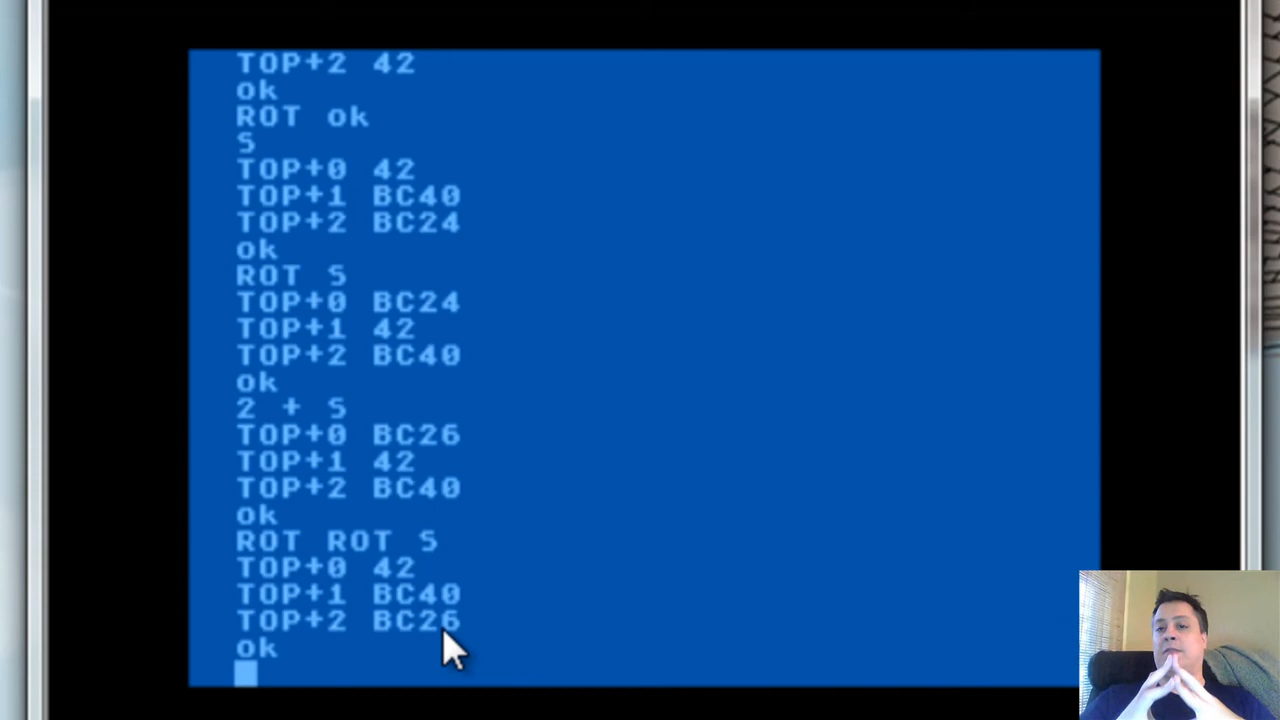 TOP+2 42
ok
ROT ok
S
TOP+0 42
TOP+1 BC40
TOP+2 BC24
ok
ROT S
TOP+0 BC24
TOP+1 42
TOP+2 BC40
ok
2 + S
TOP+0 BC26
TOP+1 42
TOP+2 BC40
ok
ROT ROT S
TOP+0 42
TOP+1 BC40
TOP+2 BC26
ok